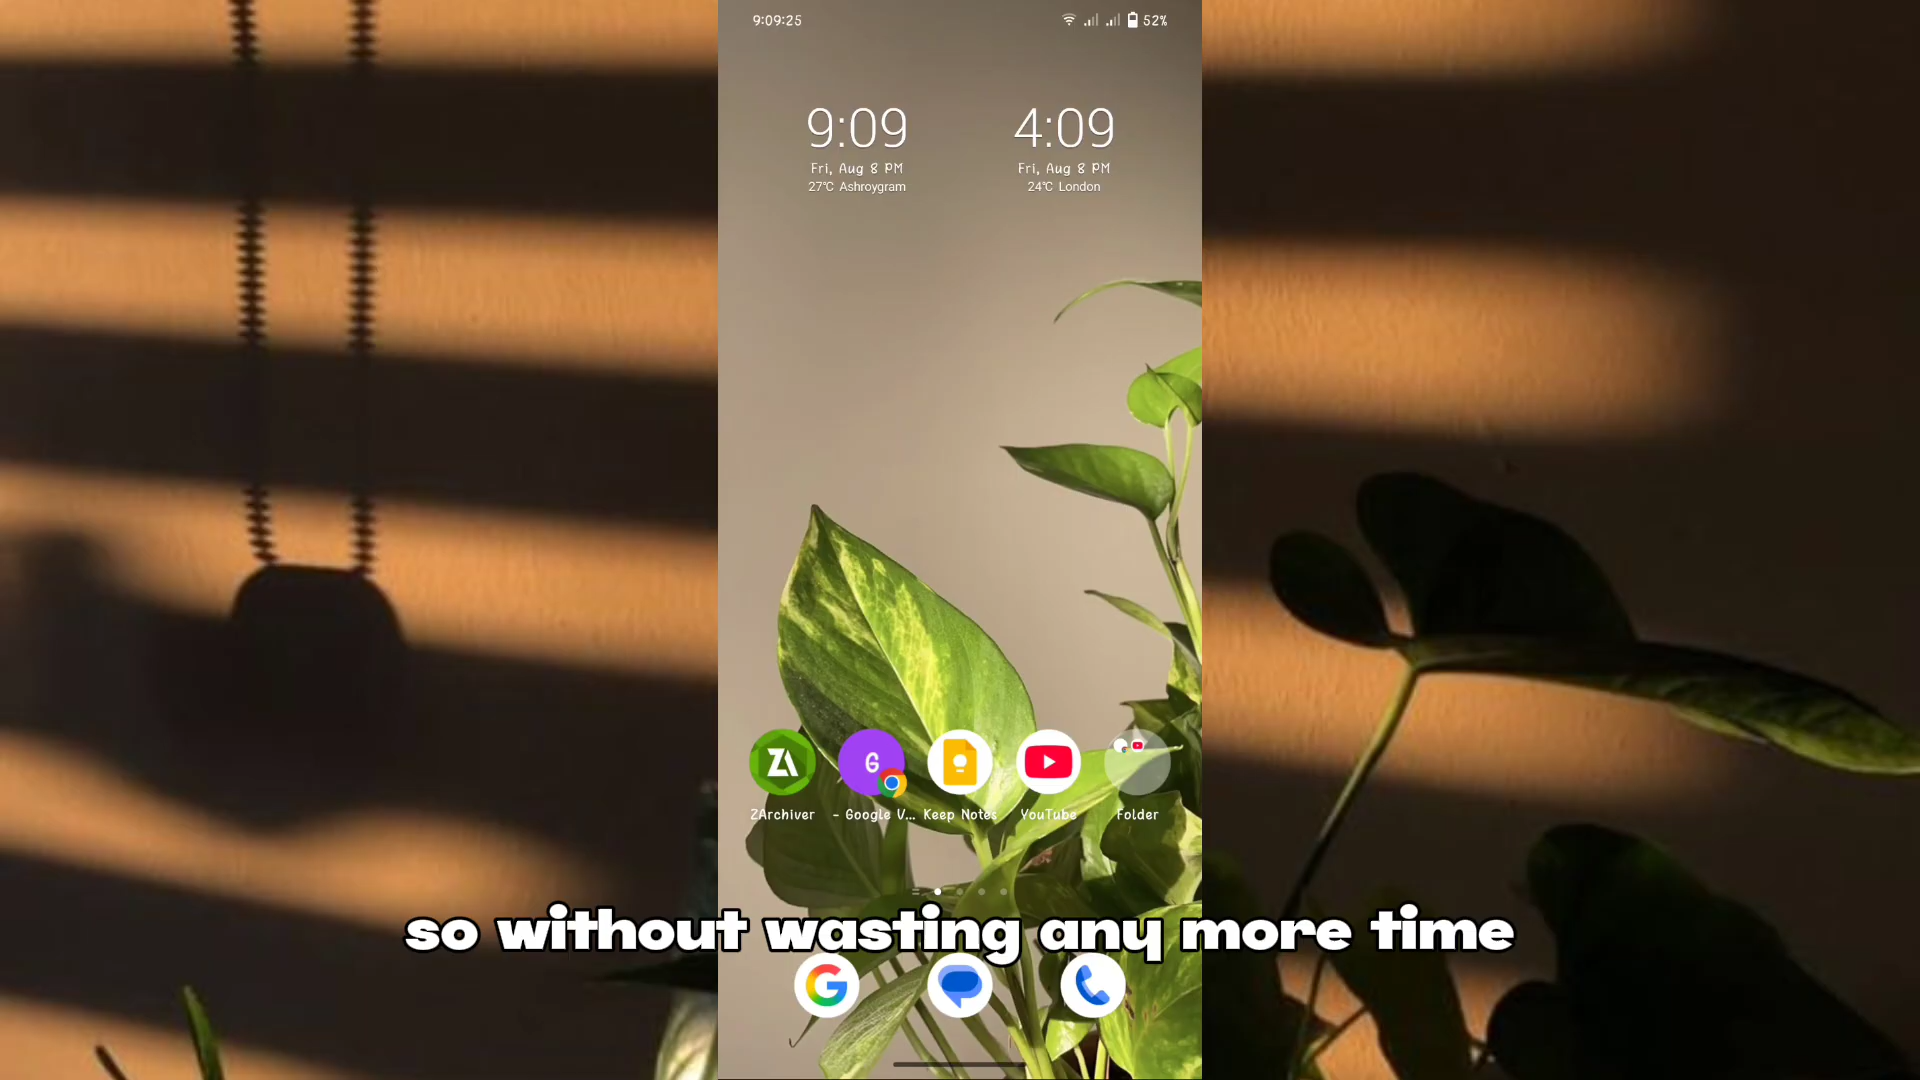 9:09:25
52%
9:09
4:09
Fri, Aug 8 PM
Fri, Aug 8 PM
27℃ Ashroygram
24℃ London
ZA
G
ZArchiver
- Google V...
Keep Notes
YouTube
Folder
so without wasting any more time
G